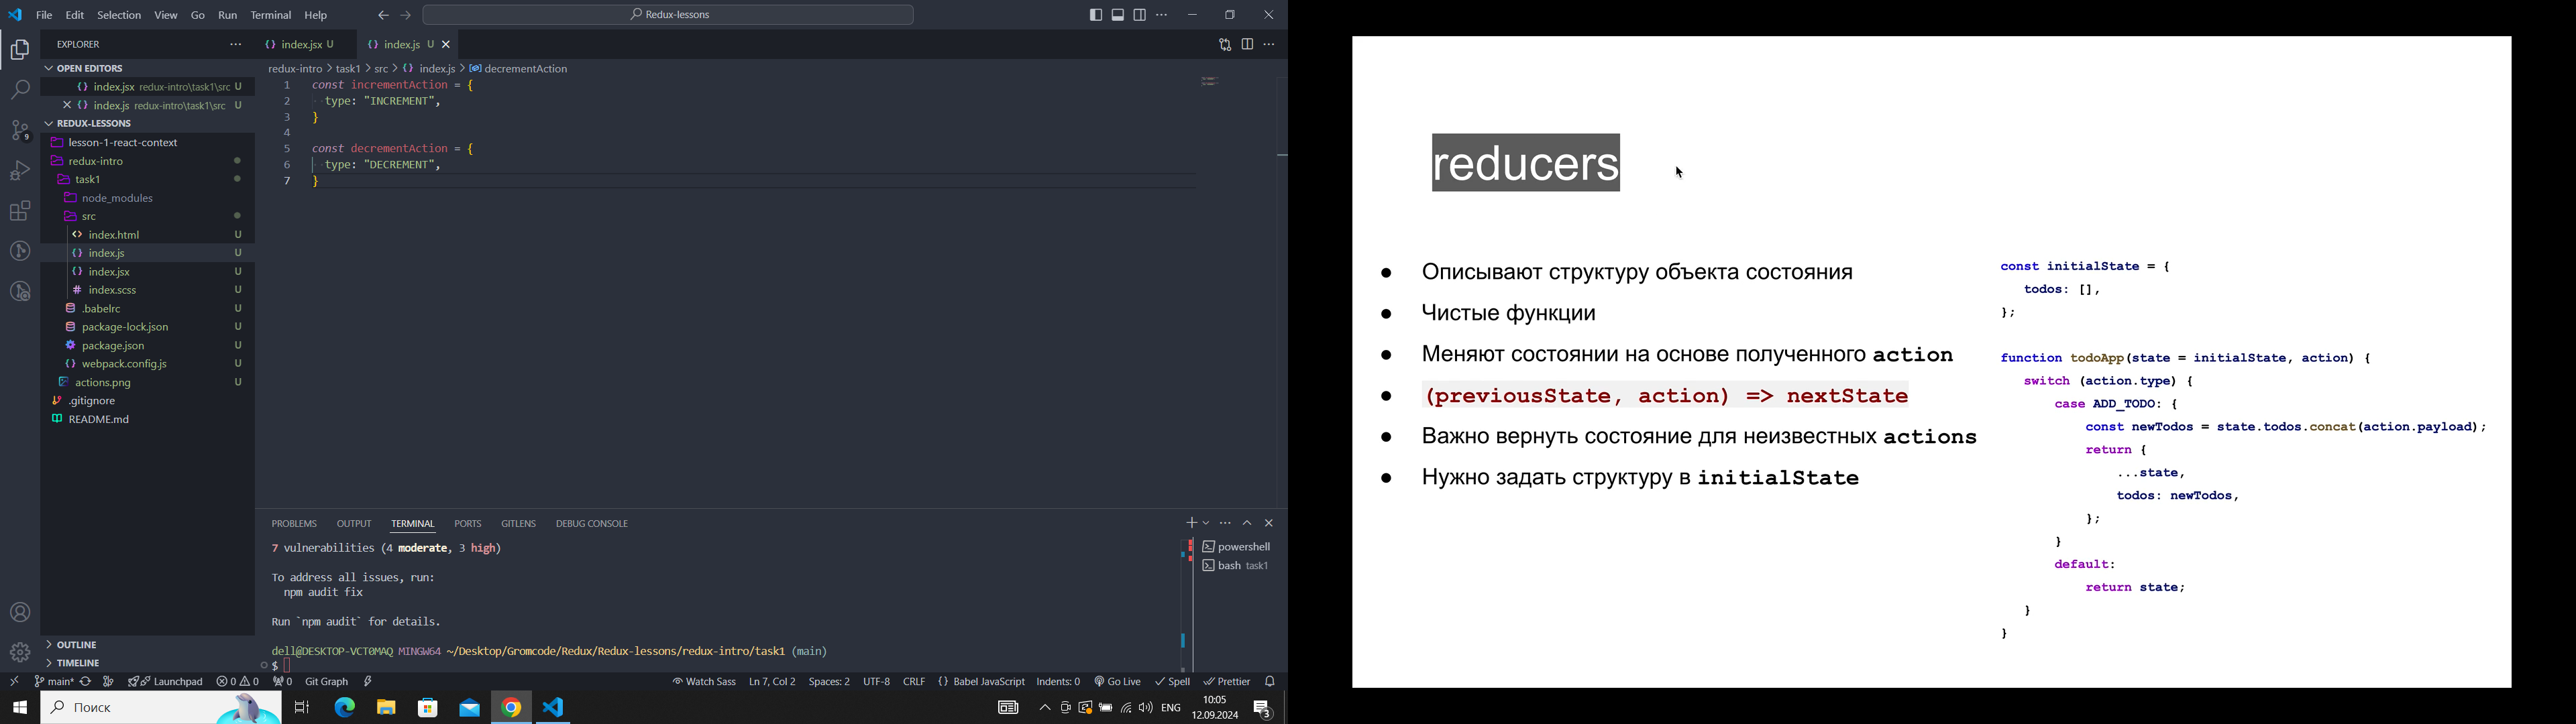 File Edit Selection View Go Run Terminal Help
Redux-lessons
EXPLORER
OPEN EDITORS
index.jsx redux-intro\task1\src U
index.js redux-intro\task1\src U
REDUX-LESSONS
lesson-1-react-context
redux-intro
task1
node_modules
src
index.html U
index.js U
index.jsx U
index.scss U
.babelrc U
package-lock.json U
package.json U
webpack.config.js U
actions.png U
.gitignore
README.md
OUTLINE
TIMELINE
index.jsx U
index.js U
redux-intro > task1 > src > index.js > decrementAction
1 const incrementAction = {
2 type: "INCREMENT",
3 }
4
5 const decrementAction = {
6 type: "DECREMENT",
7 }
PROBLEMS OUTPUT TERMINAL PORTS GITLENS DEBUG CONSOLE
7 vulnerabilities (4 moderate, 3 high)
To address all issues, run:
npm audit fix
Run `npm audit` for details.
dell@DESKTOP-VCT0MAQ MINGW64 ~/Desktop/Gromcode/Redux/Redux-lessons/redux-intro/task1 (main)
$
powershell
bash task1
9
main* Launchpad 0 0 0 Git Graph
Watch Sass Ln 7, Col 2 Spaces: 2 UTF-8 CRLF Babel JavaScript Indents: 0 Go Live Spell Prettier
Поиск
ENG
10:05
12.09.2024
3
reducers
● Описывают структуру объекта состояния
● Чистые функции
● Меняют состоянии на основе полученного action
● (previousState, action) => nextState
● Важно вернуть состояние для неизвестных actions
● Нужно задать структуру в initialState
const initialState = {
todos: [],
};
function todoApp(state = initialState, action) {
switch (action.type) {
case ADD_TODO: {
const newTodos = state.todos.concat(action.payload);
return {
...state,
todos: newTodos,
};
}
default:
return state;
}
}